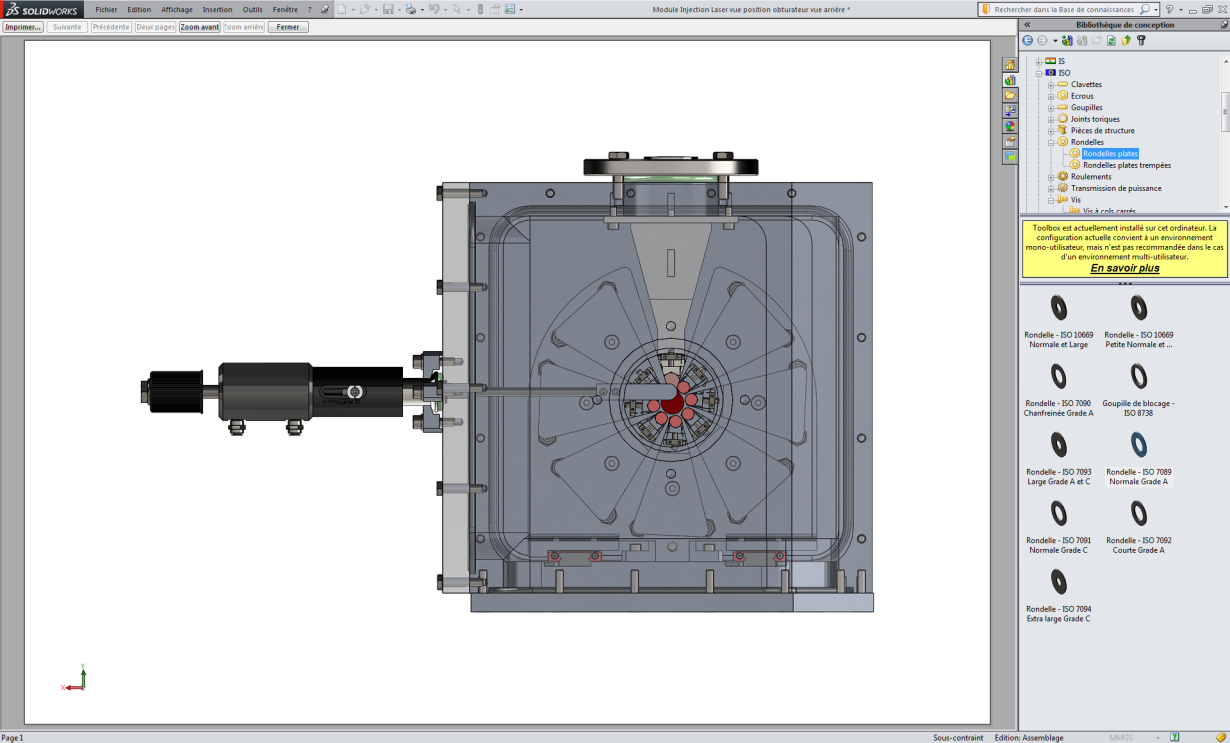 SOLIDWORKS
Fichier Edition Affichage Insertion Outils Fenêtre ?
Module Injection Laser vue position obturateur vue arrière *
Rechercher dans la Base de connaissances
Imprimer... Suivante Précédente Deux pages Zoom avant Zoom arrière Fermer
Bibliothèque de conception
IS
ISO
Clavettes
Ecrous
Goupilles
Joints toriques
Pièces de structure
Rondelles
Rondelles plates
Rondelles plates trempées
Roulements
Transmission de puissance
Vis
Vis à cols carrés
Toolbox est actuellement installé sur cet ordinateur. La
configuration actuelle convient à un environnement
mono-utilisateur, mais n'est pas recommandée dans le cas
d'un environnement multi-utilisateur.
En savoir plus
Rondelle - ISO 10669
Normale et Large
Rondelle - ISO 10669
Petite Normale et ...
Rondelle - ISO 7090
Chanfreinée Grade A
Goupille de blocage -
ISO 8738
Rondelle - ISO 7093
Large Grade A et C
Rondelle - ISO 7089
Normale Grade A
Rondelle - ISO 7091
Normale Grade C
Rondelle - ISO 7092
Courte Grade A
Rondelle - ISO 7094
Extra large Grade C
Y
X
Page 1
Sous-contraint Edition: Assemblage MMGS